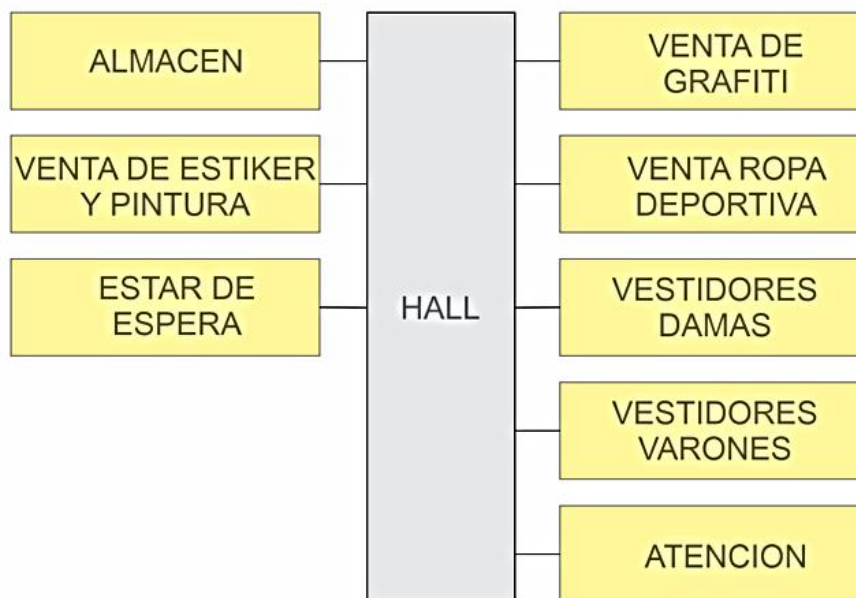 ALMACEN
VENTA DE ESTIKER
Y PINTURA
ESTAR DE
ESPERA
HALL
VENTA DE
GRAFITI
VENTA ROPA
DEPORTIVA
VESTIDORES
DAMAS
VESTIDORES
VARONES
ATENCION